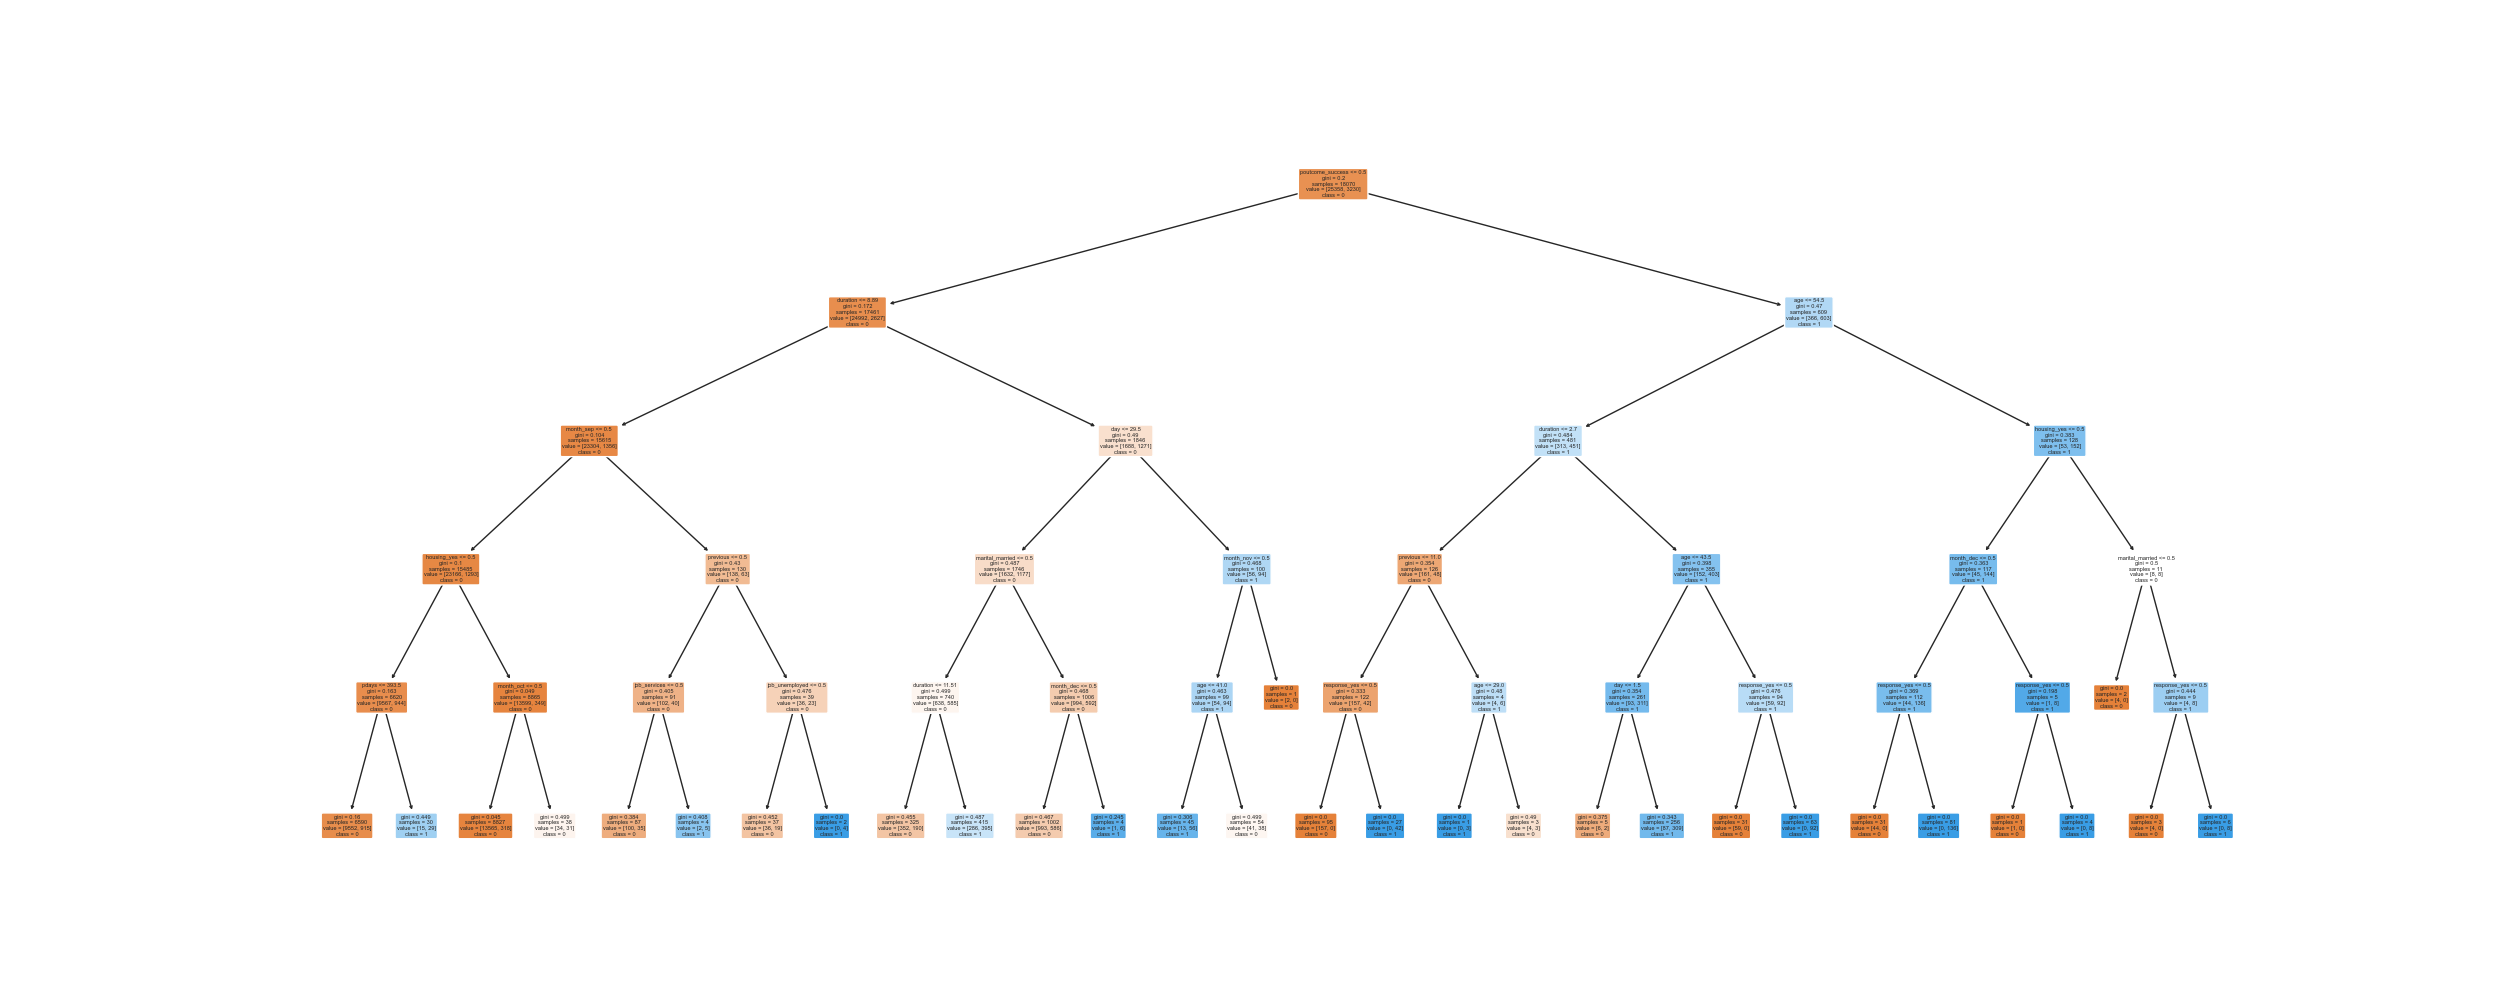 poutcome_success <= 0.5
gini = 0.2
samples = 18070
value = [25358, 3230]
class = 0
duration <= 8.89
gini = 0.172
samples = 17461
value = [24992, 2627]
class = 0
age <= 54.5
gini = 0.47
samples = 609
value = [366, 603]
class = 1
month_sep <= 0.5
gini = 0.104
samples = 15615
value = [23304, 1356]
class = 0
day <= 29.5
gini = 0.49
samples = 1846
value = [1688, 1271]
class = 0
duration <= 2.7
gini = 0.484
samples = 481
value = [313, 451]
class = 1
housing_yes <= 0.5
gini = 0.383
samples = 128
value = [53, 152]
class = 1
housing_yes <= 0.5
gini = 0.1
samples = 15485
value = [23166, 1293]
class = 0
previous <= 0.5
gini = 0.43
samples = 130
value = [138, 63]
class = 0
marital_married <= 0.5
gini = 0.487
samples = 1746
value = [1632, 1177]
class = 0
month_nov <= 0.5
gini = 0.468
samples = 100
value = [56, 94]
class = 1
previous <= 11.0
gini = 0.354
samples = 126
value = [161, 48]
class = 0
age <= 43.5
gini = 0.398
samples = 355
value = [152, 403]
class = 1
month_dec <= 0.5
gini = 0.363
samples = 117
value = [45, 144]
class = 1
marital_married <= 0.5
gini = 0.5
samples = 11
value = [8, 8]
class = 0
pdays <= 393.5
gini = 0.163
samples = 6620
value = [9567, 944]
class = 0
month_oct <= 0.5
gini = 0.049
samples = 8865
value = [13599, 349]
class = 0
pb_services <= 0.5
gini = 0.405
samples = 91
value = [102, 40]
class = 0
pb_unemployed <= 0.5
gini = 0.476
samples = 39
value = [36, 23]
class = 0
duration <= 11.51
gini = 0.499
samples = 740
value = [638, 585]
class = 0
month_dec <= 0.5
gini = 0.468
samples = 1006
value = [994, 592]
class = 0
age <= 41.0
gini = 0.463
samples = 99
value = [54, 94]
class = 1
gini = 0.0
samples = 1
value = [2, 0]
class = 0
response_yes <= 0.5
gini = 0.333
samples = 122
value = [157, 42]
class = 0
age <= 29.0
gini = 0.48
samples = 4
value = [4, 6]
class = 1
day <= 1.5
gini = 0.354
samples = 261
value = [93, 311]
class = 1
response_yes <= 0.5
gini = 0.476
samples = 94
value = [59, 92]
class = 1
response_yes <= 0.5
gini = 0.369
samples = 112
value = [44, 136]
class = 1
response_yes <= 0.5
gini = 0.198
samples = 5
value = [1, 8]
class = 1
gini = 0.0
samples = 2
value = [4, 0]
class = 0
response_yes <= 0.5
gini = 0.444
samples = 9
value = [4, 8]
class = 1
gini = 0.16
samples = 6590
value = [9552, 915]
class = 0
gini = 0.449
samples = 30
value = [15, 29]
class = 1
gini = 0.045
samples = 8827
value = [13565, 318]
class = 0
gini = 0.499
samples = 38
value = [34, 31]
class = 0
gini = 0.384
samples = 87
value = [100, 35]
class = 0
gini = 0.408
samples = 4
value = [2, 5]
class = 1
gini = 0.452
samples = 37
value = [36, 19]
class = 0
gini = 0.0
samples = 2
value = [0, 4]
class = 1
gini = 0.455
samples = 325
value = [352, 190]
class = 0
gini = 0.487
samples = 415
value = [286, 395]
class = 1
gini = 0.467
samples = 1002
value = [993, 586]
class = 0
gini = 0.245
samples = 4
value = [1, 6]
class = 1
gini = 0.306
samples = 45
value = [13, 56]
class = 1
gini = 0.499
samples = 54
value = [41, 38]
class = 0
gini = 0.0
samples = 95
value = [157, 0]
class = 0
gini = 0.0
samples = 27
value = [0, 42]
class = 1
gini = 0.0
samples = 1
value = [0, 3]
class = 1
gini = 0.49
samples = 3
value = [4, 3]
class = 0
gini = 0.375
samples = 5
value = [6, 2]
class = 0
gini = 0.343
samples = 256
value = [87, 309]
class = 1
gini = 0.0
samples = 31
value = [59, 0]
class = 0
gini = 0.0
samples = 63
value = [0, 92]
class = 1
gini = 0.0
samples = 31
value = [44, 0]
class = 0
gini = 0.0
samples = 81
value = [0, 136]
class = 1
gini = 0.0
samples = 1
value = [1, 0]
class = 0
gini = 0.0
samples = 4
value = [0, 8]
class = 1
gini = 0.0
samples = 3
value = [4, 0]
class = 0
gini = 0.0
samples = 6
value = [0, 8]
class = 1